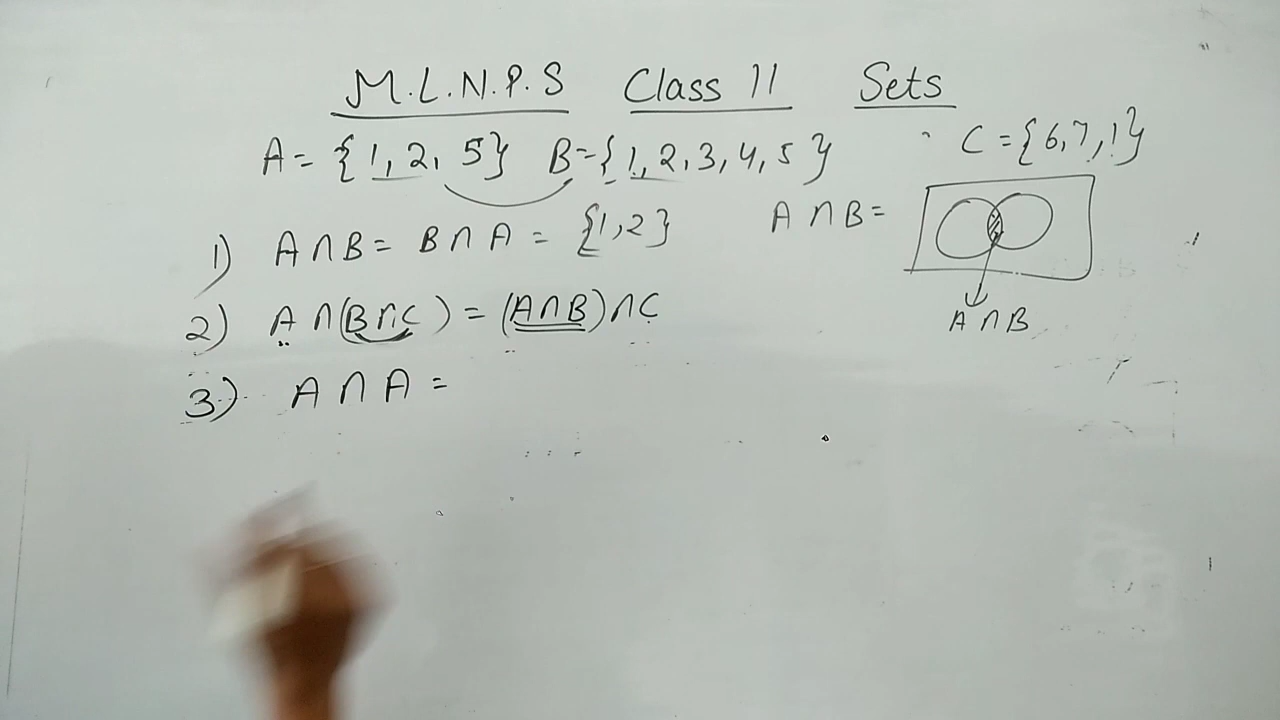 M.L.N.P.S Class 11 Sets
A = {1, 2, 5} B = {1, 2, 3, 4, 5} C = {6, 7, 1}
1) A ∩ B = B ∩ A = {1, 2} A ∩ B =
2) A ∩ (B ∩ C) = (A ∩ B) ∩ C
A ∩ B
3) A ∩ A =